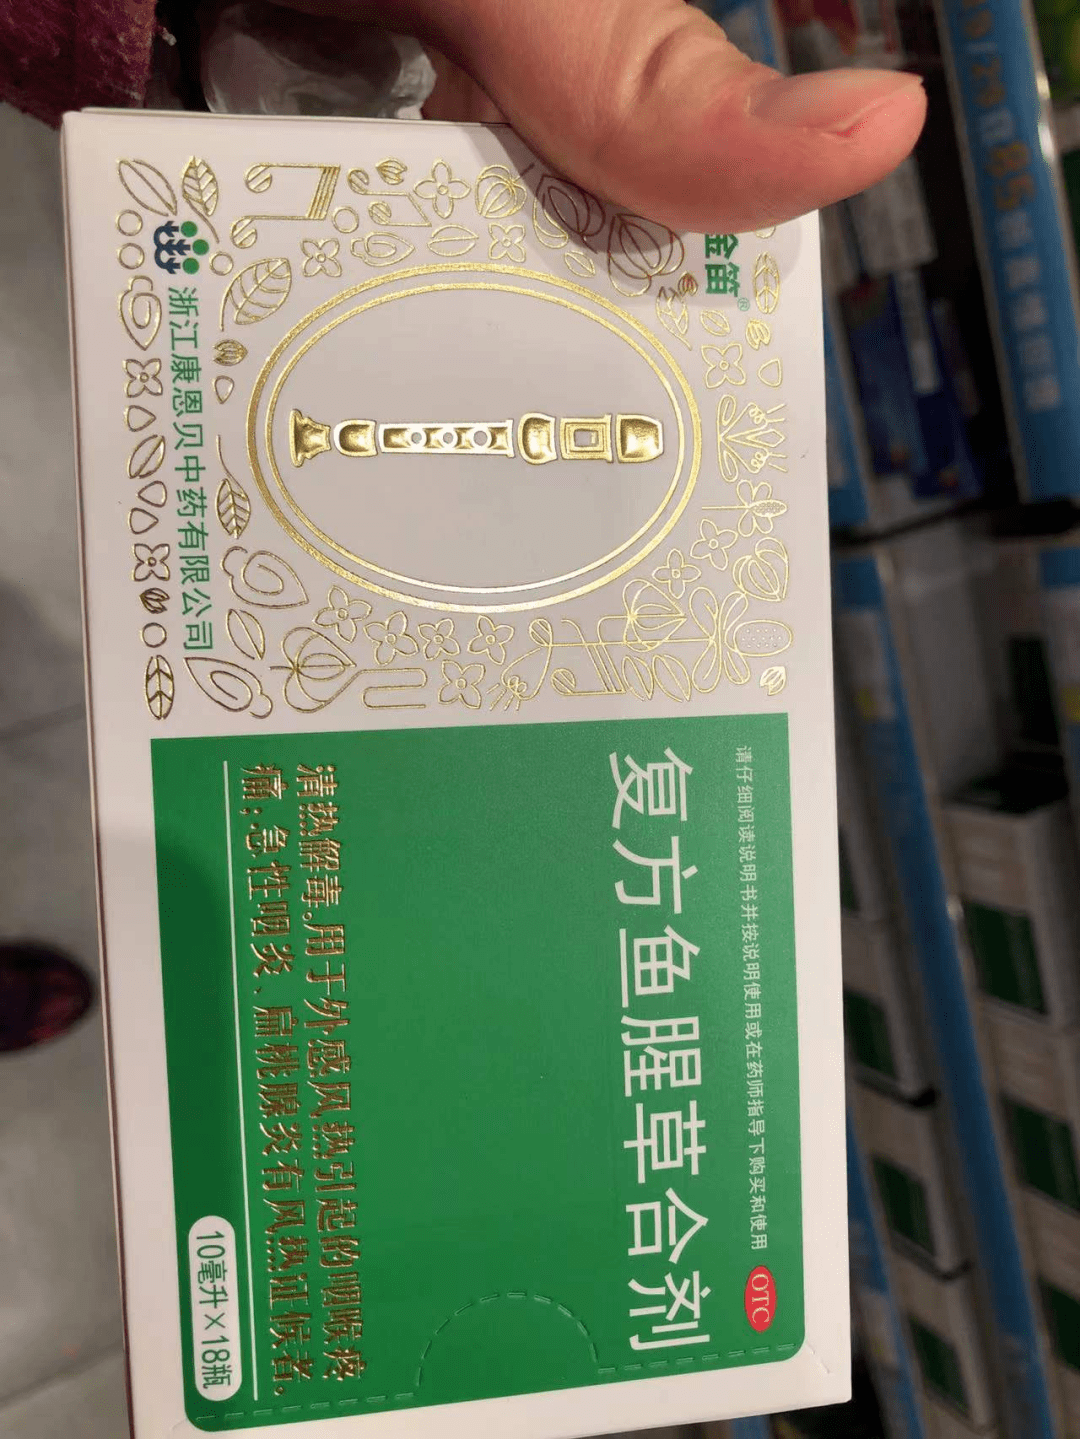 金笛®
浙江康恩贝中药有限公司
请仔细阅读说明书并按说明使用或在药师指导下购买和使用
OTC
复方鱼腥草合剂
清热解毒。用于外感风热引起的咽喉疼
痛；急性咽炎、扁桃腺炎有风热证候者。
10毫升×18瓶